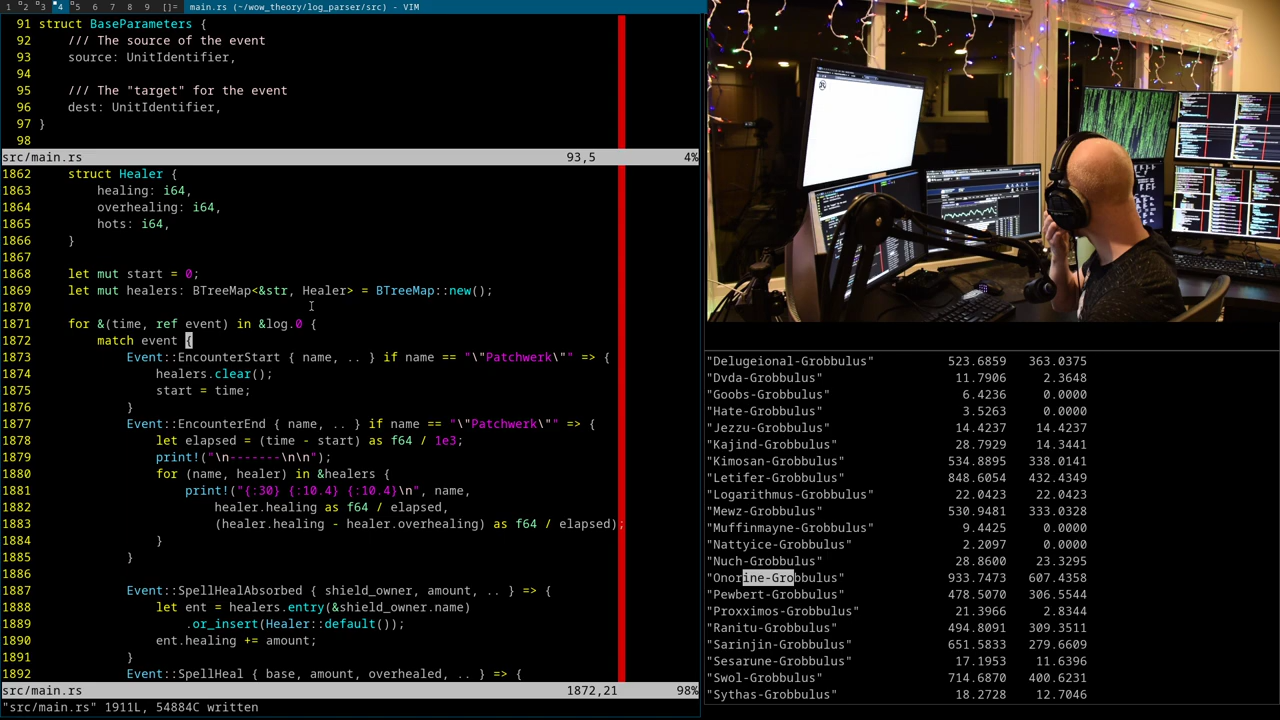 1 2 3 4 5 6 7 8 9 []= main.rs (~/wow_theory/log_parser/src) - VIM
91 struct BaseParameters {
92 /// The source of the event
93 source: UnitIdentifier,
94
95 /// The "target" for the event
96 dest: UnitIdentifier,
97 }
98
src/main.rs 93,5 4%
1862 struct Healer {
1863 healing: i64,
1864 overhealing: i64,
1865 hots: i64,
1866 }
1867
1868 let mut start = 0;
1869 let mut healers: BTreeMap<&str, Healer> = BTreeMap::new();
1870
1871 for &(time, ref event) in &log.0 {
1872 match event {
1873 Event::EncounterStart { name, .. } if name == "\"Patchwerk\"" => {
1874 healers.clear();
1875 start = time;
1876 }
1877 Event::EncounterEnd { name, .. } if name == "\"Patchwerk\"" => {
1878 let elapsed = (time - start) as f64 / 1e3;
1879 print!("\n-------\n\n");
1880 for (name, healer) in &healers {
1881 print!("{:30} {:10.4} {:10.4}\n", name,
1882 healer.healing as f64 / elapsed,
1883 (healer.healing - healer.overhealing) as f64 / elapsed);
1884 }
1885 }
1886
1887 Event::SpellHealAbsorbed { shield_owner, amount, .. } => {
1888 let ent = healers.entry(&shield_owner.name)
1889 .or_insert(Healer::default());
1890 ent.healing += amount;
1891 }
1892 Event::SpellHeal { base, amount, overhealed, .. } => {
src/main.rs 1872,21 98%
"src/main.rs" 1911L, 54884C written
"Delugeional-Grobbulus" 523.6859 363.0375
"Dvda-Grobbulus" 11.7906 2.3648
"Goobs-Grobbulus" 6.4236 0.0000
"Hate-Grobbulus" 3.5263 0.0000
"Jezzu-Grobbulus" 14.4237 14.4237
"Kajind-Grobbulus" 28.7929 14.3441
"Kimosan-Grobbulus" 534.8895 338.0141
"Letifer-Grobbulus" 848.6054 432.4349
"Logarithmus-Grobbulus" 22.0423 22.0423
"Mewz-Grobbulus" 530.9481 333.0328
"Muffinmayne-Grobbulus" 9.4425 0.0000
"Nattyice-Grobbulus" 2.2097 0.0000
"Nuch-Grobbulus" 28.8600 23.3295
"Onorine-Grobbulus" 933.7473 607.4358
"Pewbert-Grobbulus" 478.5070 306.5544
"Proxximos-Grobbulus" 21.3966 2.8344
"Ranitu-Grobbulus" 494.8091 309.3511
"Sarinjin-Grobbulus" 651.5833 279.6609
"Sesarune-Grobbulus" 17.1953 11.6396
"Swol-Grobbulus" 714.6870 400.6231
"Sythas-Grobbulus" 18.2728 12.7046